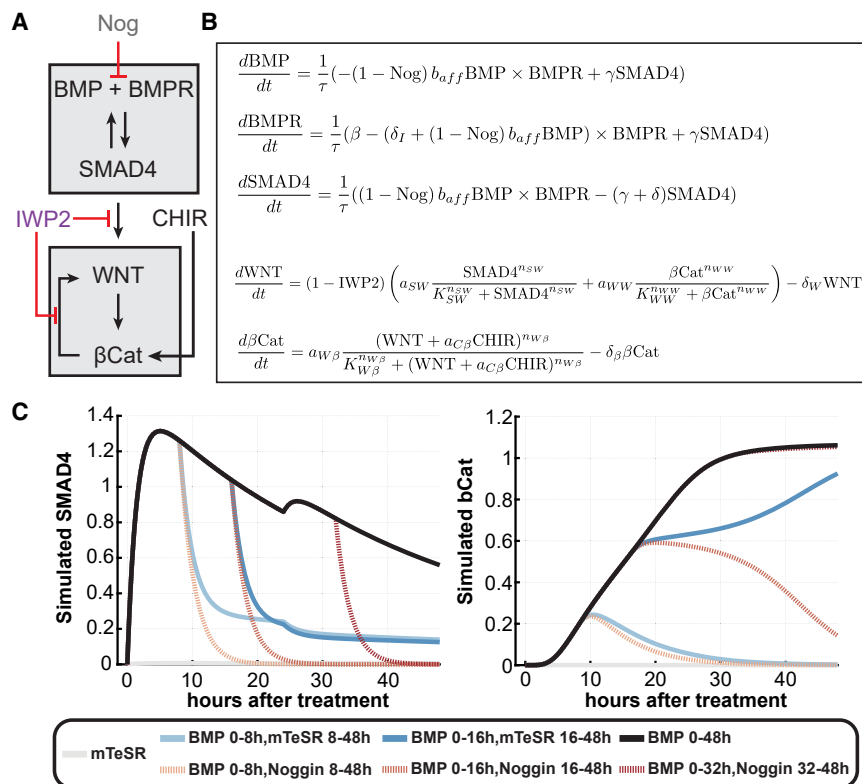 A
Nog
BMP + BMPR
SMAD4
IWP2
CHIR
WNT
βCat
B
dBMP/dt = 1/τ (-(1 − Nog) b_aff BMP × BMPR + γSMAD4)
dBMPR/dt = 1/τ (β − (δ_I + (1 − Nog) b_aff BMP) × BMPR + γSMAD4)
dSMAD4/dt = 1/τ ((1 − Nog) b_aff BMP × BMPR − (γ + δ)SMAD4)
dWNT/dt = (1 − IWP2) (a_SW SMAD4^n_SW / (K_SW^n_SW + SMAD4^n_SW) + a_WW βCat^n_WW / (K_WW^n_WW + βCat^n_WW)) − δ_W WNT
dβCat/dt = a_Wβ (WNT + a_Cβ CHIR)^n_Wβ / (K_Wβ^n_Wβ + (WNT + a_Cβ CHIR)^n_Wβ) − δ_β βCat
C
Simulated SMAD4
1.4
1.2
1
0.8
0.6
0.4
0.2
0
0 10 20 30 40
hours after treatment
Simulated bCat
1.2
1
0.8
0.6
0.4
0.2
0
0 10 20 30 40
hours after treatment
mTeSR
BMP 0-8h,mTeSR 8-48h
BMP 0-16h,mTeSR 16-48h
BMP 0-48h
BMP 0-8h,Noggin 8-48h
BMP 0-16h,Noggin 16-48h
BMP 0-32h,Noggin 32-48h